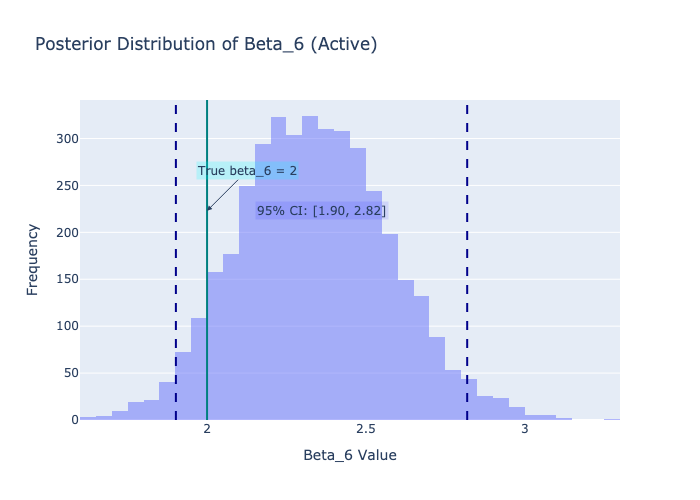 Posterior Distribution of Beta_6 (Active)
300
250
200
150
100
50
0
Frequency
True beta_6 = 2
95% CI: [1.90, 2.82]
2
2.5
3
Beta_6 Value